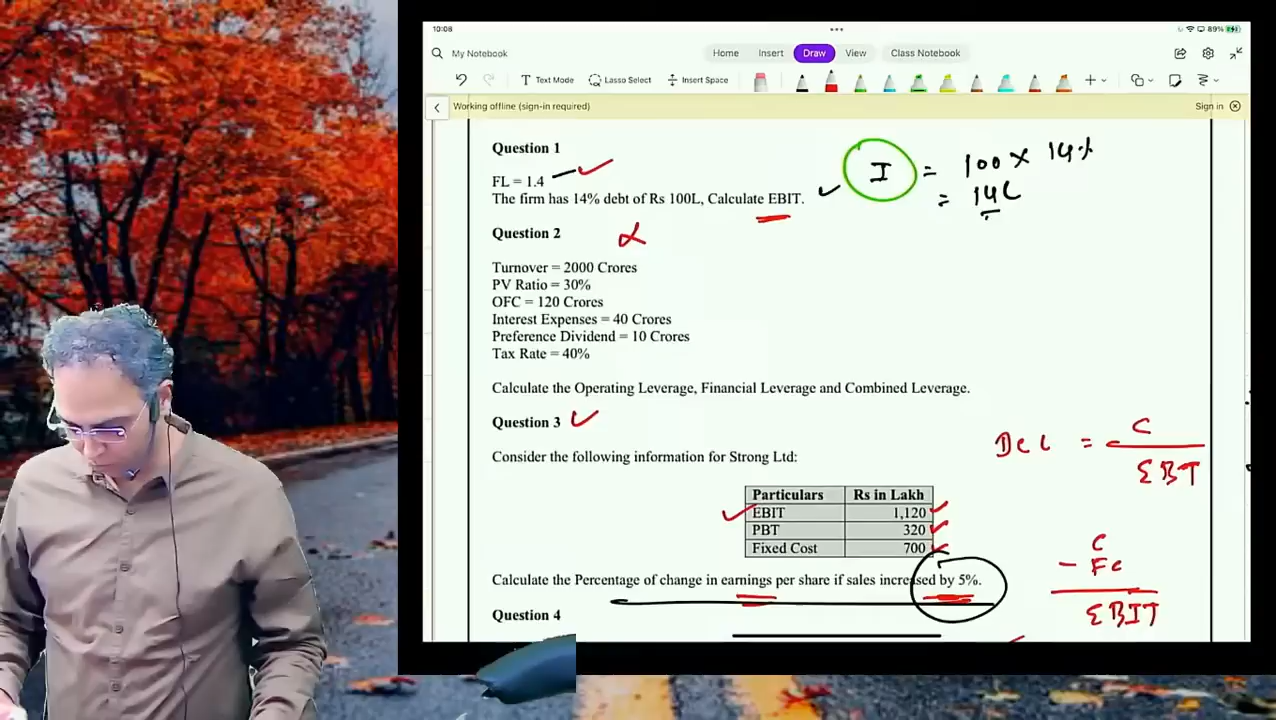 10:08
89%
My Notebook
Home Insert Draw View Class Notebook
Text Mode Lasso Select Insert Space
Working offline (sign-in required) Sign in
Question 1
FL = 1.4
The firm has 14% debt of Rs 100L, Calculate EBIT.
I = 100 × 14%
= 14L
Question 2
Turnover = 2000 Crores
PV Ratio = 30%
OFC = 120 Crores
Interest Expenses = 40 Crores
Preference Dividend = 10 Crores
Tax Rate = 40%
Calculate the Operating Leverage, Financial Leverage and Combined Leverage.
Question 3
Consider the following information for Strong Ltd:
Particulars Rs in Lakh
EBIT 1,120
PBT 320
Fixed Cost 700
Calculate the Percentage of change in earnings per share if sales increased by 5%.
Question 4
DCL = C
EBT
C
- FC
EBIT